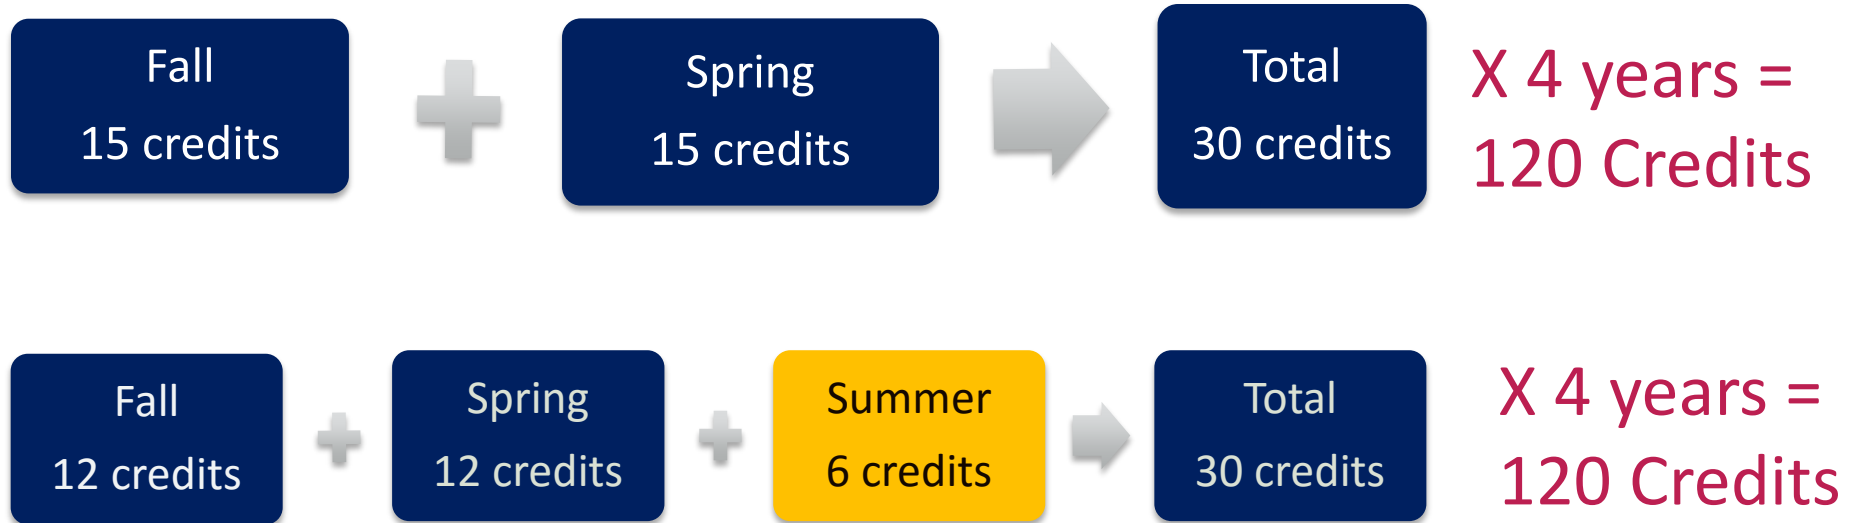 Fall
15 credits
Spring
15 credits
Total
30 credits
X 4 years =
120 Credits
Fall
12 credits
Spring
12 credits
Summer
6 credits
Total
30 credits
X 4 years =
120 Credits